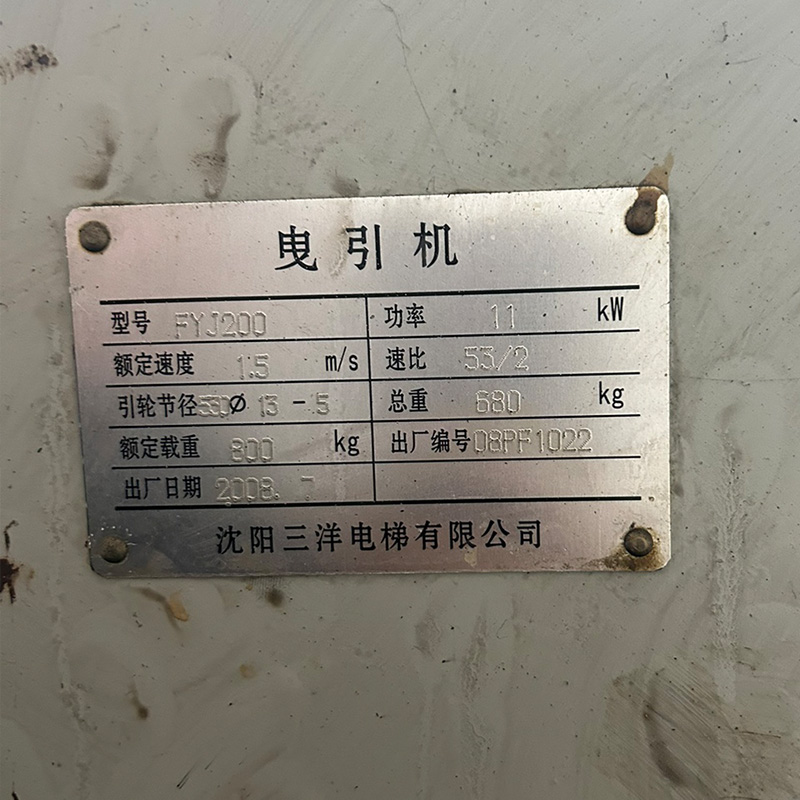 曳引机
型号 FYJ200 功率 11 kW
额定速度 1.5 m/s 速比 53/2
引轮节径 530 Ø 13 - 5 总重 680 kg
额定载重 800 kg 出厂编号 08PF1022
出厂日期 2008. 7
沈阳三洋电梯有限公司